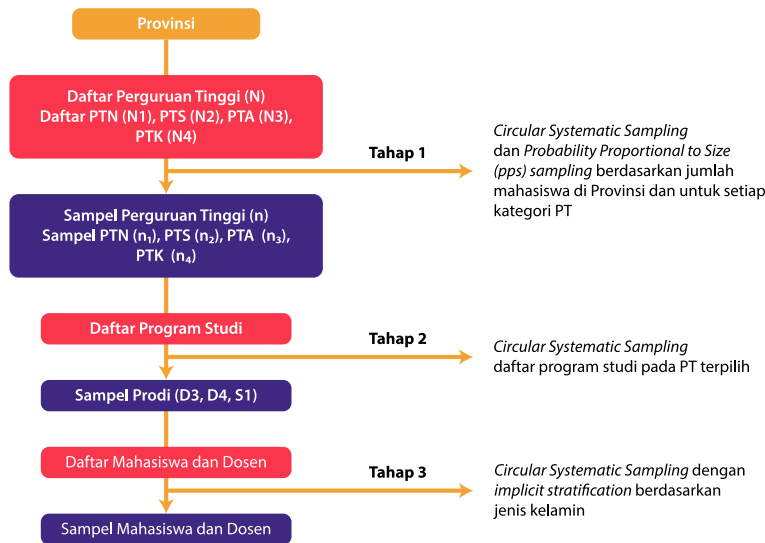 Provinsi
Daftar Perguruan Tinggi (N)
Daftar PTN (N1), PTS (N2), PTA (N3),
PTK (N4)
Tahap 1
Circular Systematic Sampling
dan Probability Proportional to Size
(pps) sampling berdasarkan jumlah
mahasiswa di Provinsi dan untuk setiap
kategori PT
Sampel Perguruan Tinggi (n)
Sampel PTN (n₁), PTS (n₂), PTA (n₃),
PTK (n₄)
Daftar Program Studi
Tahap 2
Circular Systematic Sampling
daftar program studi pada PT terpilih
Sampel Prodi (D3, D4, S1)
Daftar Mahasiswa dan Dosen
Tahap 3
Circular Systematic Sampling dengan
implicit stratification berdasarkan
jenis kelamin
Sampel Mahasiswa dan Dosen